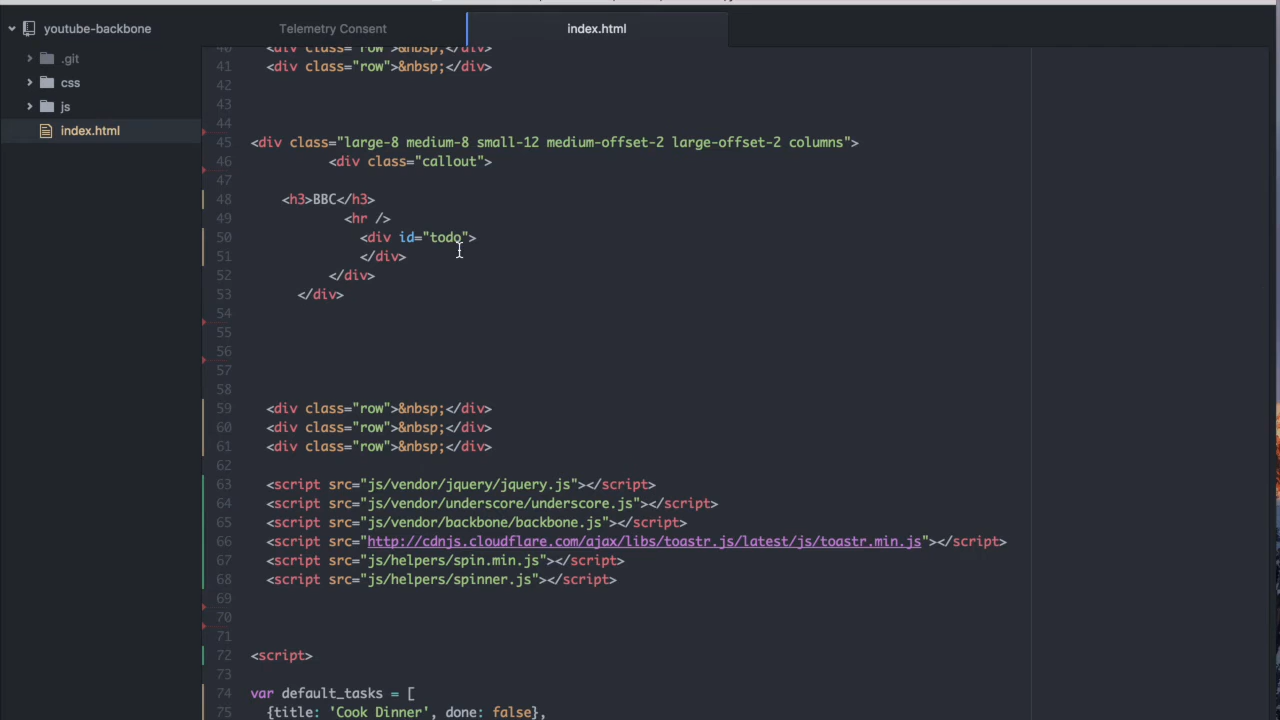 youtube-backbone
Telemetry Consent
index.html
.git
css
js
index.html
40 <div class="row">&nbsp;</div>
41 <div class="row">&nbsp;</div>
42
43
44
45 <div class="large-8 medium-8 small-12 medium-offset-2 large-offset-2 columns">
46 <div class="callout">
47
48 <h3>BBC</h3>
49 <hr />
50 <div id="todo">
51 </div>
52 </div>
53 </div>
54
55
56
57
58
59 <div class="row">&nbsp;</div>
60 <div class="row">&nbsp;</div>
61 <div class="row">&nbsp;</div>
62
63 <script src="js/vendor/jquery/jquery.js"></script>
64 <script src="js/vendor/underscore/underscore.js"></script>
65 <script src="js/vendor/backbone/backbone.js"></script>
66 <script src="http://cdnjs.cloudflare.com/ajax/libs/toastr.js/latest/js/toastr.min.js"></script>
67 <script src="js/helpers/spin.min.js"></script>
68 <script src="js/helpers/spinner.js"></script>
69
70
71
72 <script>
73
74 var default_tasks = [
75 {title: 'Cook Dinner', done: false},